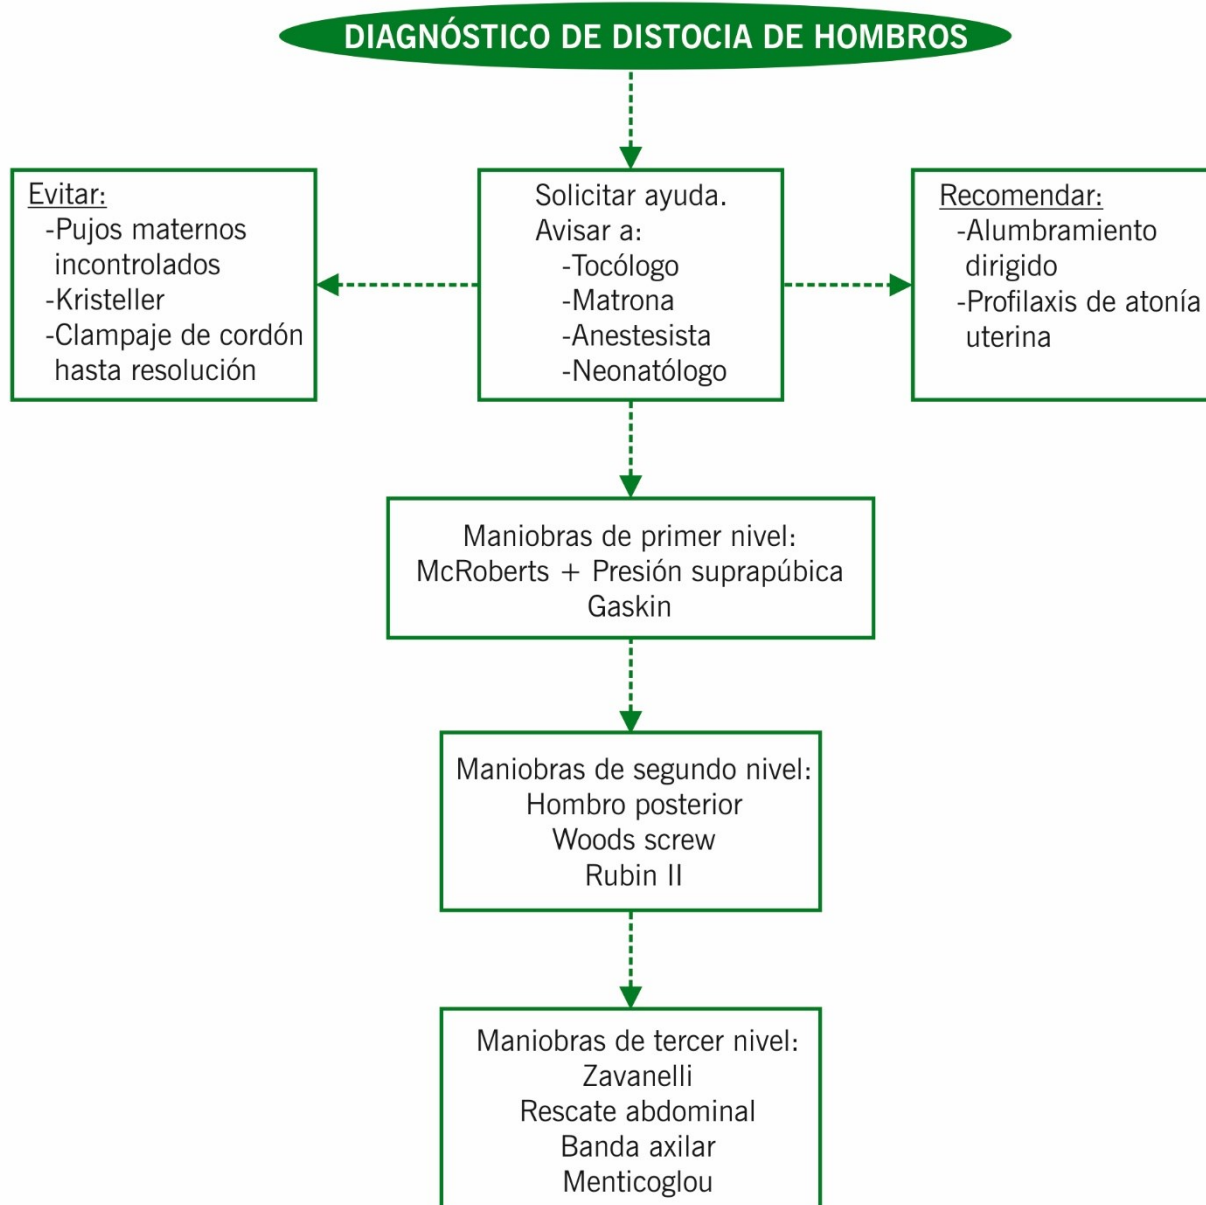 DIAGNÓSTICO DE DISTOCIA DE HOMBROS
Evitar:
-Pujos maternos
incontrolados
-Kristeller
-Clampaje de cordón
hasta resolución
Solicitar ayuda.
Avisar a:
-Tocólogo
-Matrona
-Anestesista
-Neonatólogo
Recomendar:
-Alumbramiento
dirigido
-Profilaxis de atonía
uterina
Maniobras de primer nivel:
McRoberts + Presión suprapúbica
Gaskin
Maniobras de segundo nivel:
Hombro posterior
Woods screw
Rubin II
Maniobras de tercer nivel:
Zavanelli
Rescate abdominal
Banda axilar
Menticoglou